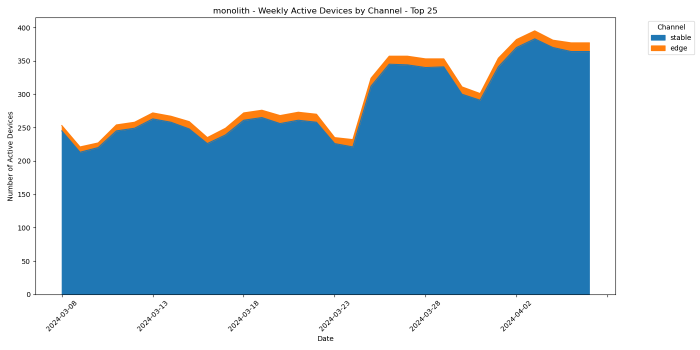 monolith - Weekly Active Devices by Channel - Top 25
Channel
stable
edge
400
350
300
250
200
150
100
50
0
Number of Active Devices
2024-03-08
2024-03-13
2024-03-18
2024-03-23
2024-03-28
2024-04-02
Date